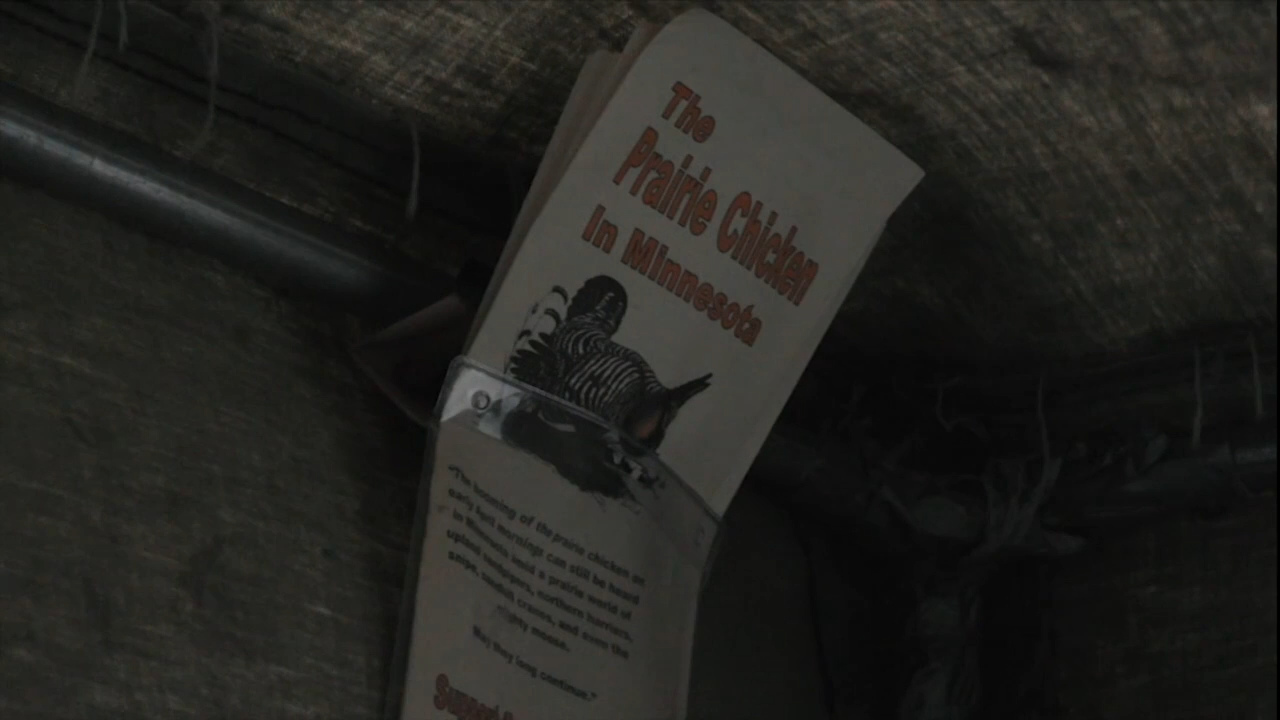 The
Prairie Chicken
In Minnesota
"The booming of the prairie chicken on
early April mornings can still be heard
in Minnesota amid a prairie world of
upland sandpipers, northern harriers,
snipe, sandhill cranes, and even the
mighty moose.
May they long continue."
Support